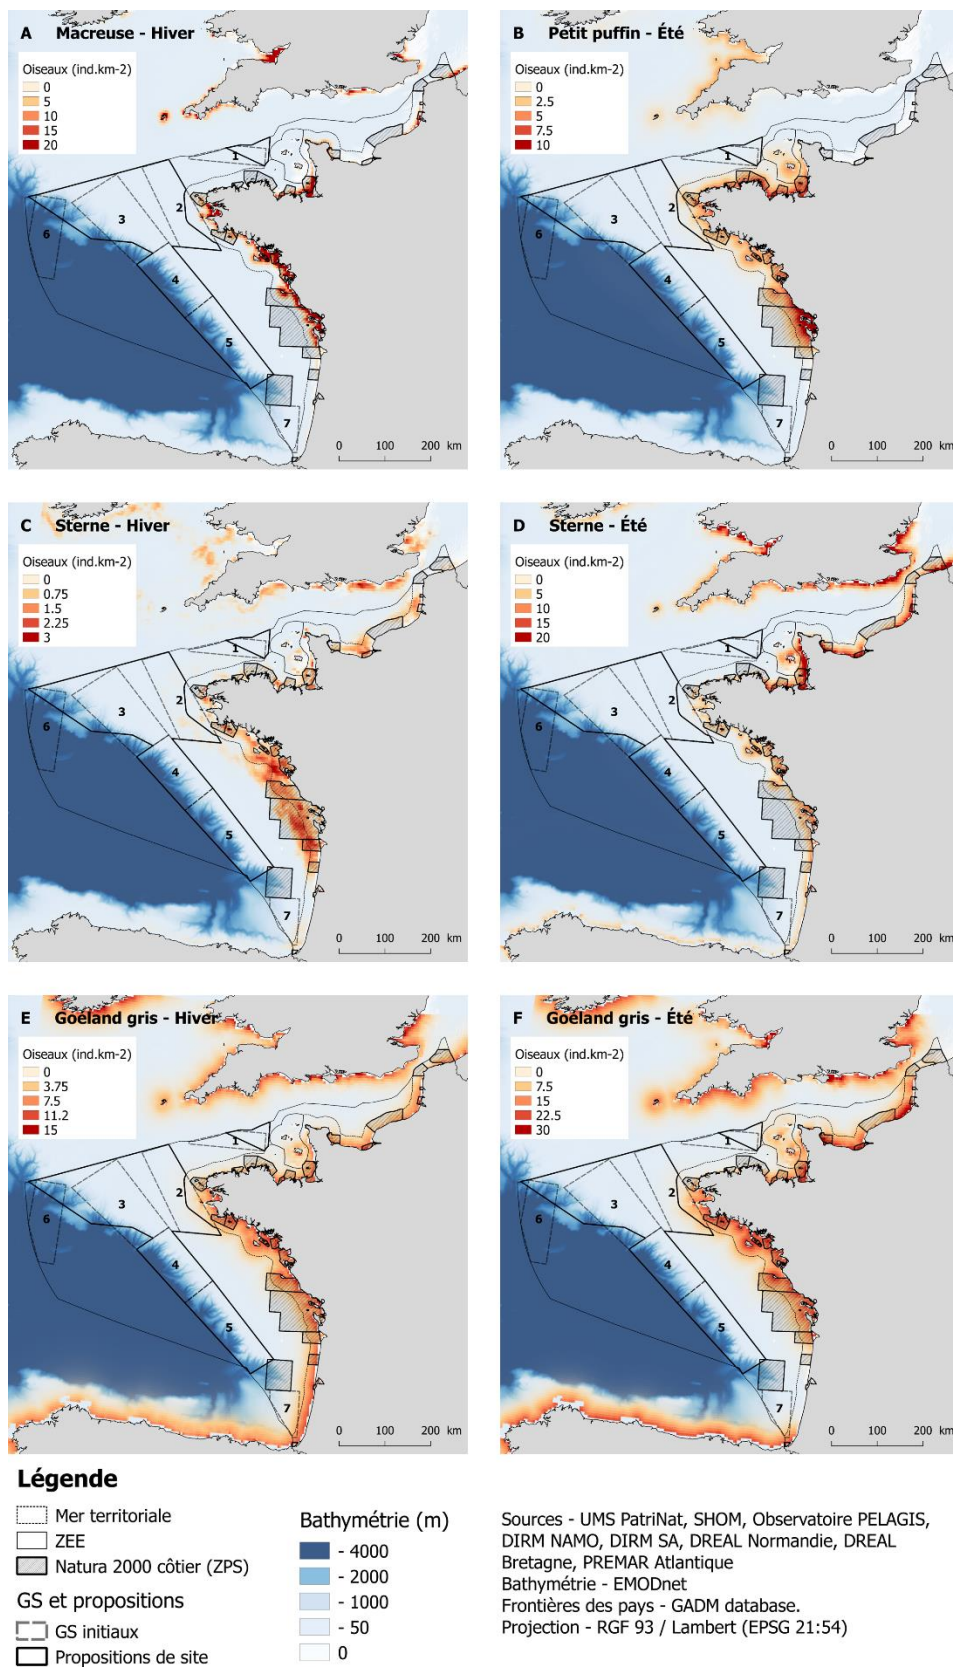 A Macreuse - Hiver
Oiseaux (ind.km-2)
0
5
10
15
20
1
2
3
4
5
6
7
0 100 200 km
B Petit puffin - Été
Oiseaux (ind.km-2)
0
2.5
5
7.5
10
1
2
3
4
5
6
7
0 100 200 km
C Sterne - Hiver
Oiseaux (ind.km-2)
0
0.75
1.5
2.25
3
1
2
3
4
5
6
7
0 100 200 km
D Sterne - Été
Oiseaux (ind.km-2)
0
5
10
15
20
1
2
3
4
5
6
7
0 100 200 km
E Goéland gris - Hiver
Oiseaux (ind.km-2)
0
3.75
7.5
11.2
15
1
2
3
4
5
6
7
0 100 200 km
F Goéland gris - Été
Oiseaux (ind.km-2)
0
7.5
15
22.5
30
1
2
3
4
5
6
7
0 100 200 km
Légende
Mer territoriale
ZEE
Natura 2000 côtier (ZPS)
GS et propositions
GS initiaux
Propositions de site
Bathymétrie (m)
- 4000
- 2000
- 1000
- 50
0
Sources - UMS PatriNat, SHOM, Observatoire PELAGIS,
DIRM NAMO, DIRM SA, DREAL Normandie, DREAL
Bretagne, PREMAR Atlantique
Bathymétrie - EMODnet
Frontières des pays - GADM database.
Projection - RGF 93 / Lambert (EPSG 21:54)